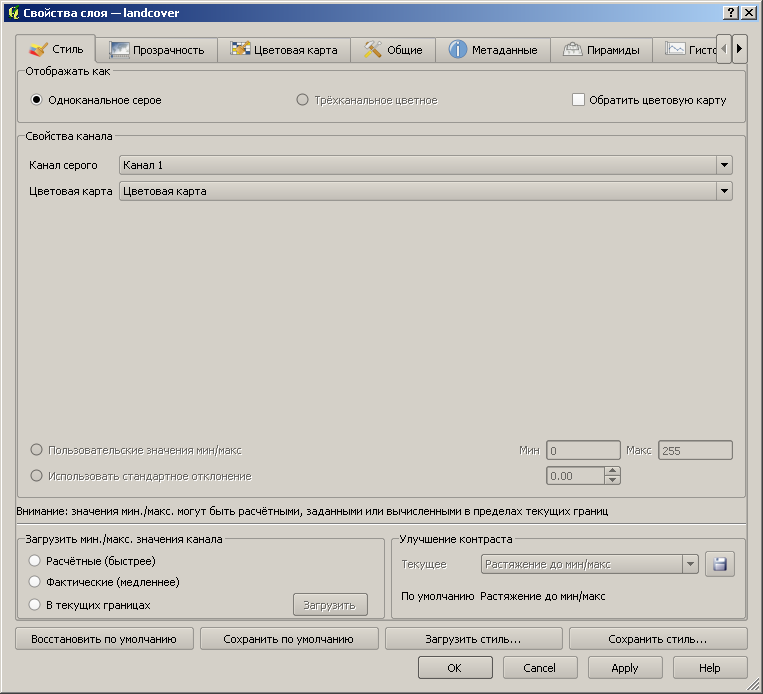 Свойства слоя — landcover
Стиль Прозрачность Цветовая карта Общие Метаданные Пирамиды Гисто
Отображать как
Одноканальное серое Трёхканальное цветное Обратить цветовую карту
Свойства канала
Канал серого Канал 1
Цветовая карта Цветовая карта
Пользовательские значения мин/макс Мин 0 Макс 255
Использовать стандартное отклонение 0.00
Внимание: значения мин./макс. могут быть расчётными, заданными или вычисленными в пределах текущих границ
Загрузить мин./макс. значения канала Улучшение контраста
Расчётные (быстрее) Текущее Растяжение до мин/макс
Фактические (медленнее)
В текущих границах Загрузить По умолчанию Растяжение до мин/макс
Восстановить по умолчанию Сохранить по умолчанию Загрузить стиль... Сохранить стиль...
OK Cancel Apply Help